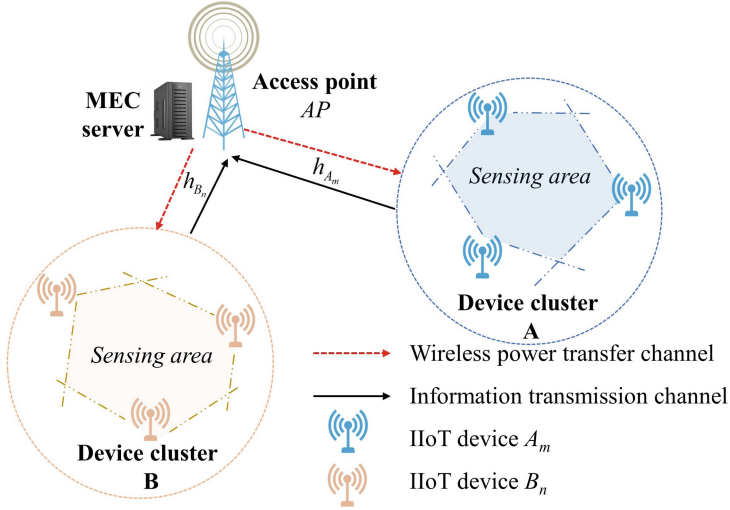 MEC
server
Access point
AP
h_{A_m}
h_{B_n}
Sensing area
Device cluster
A
Sensing area
Device cluster
B
Wireless power transfer channel
Information transmission channel
IIoT device A_m
IIoT device B_n